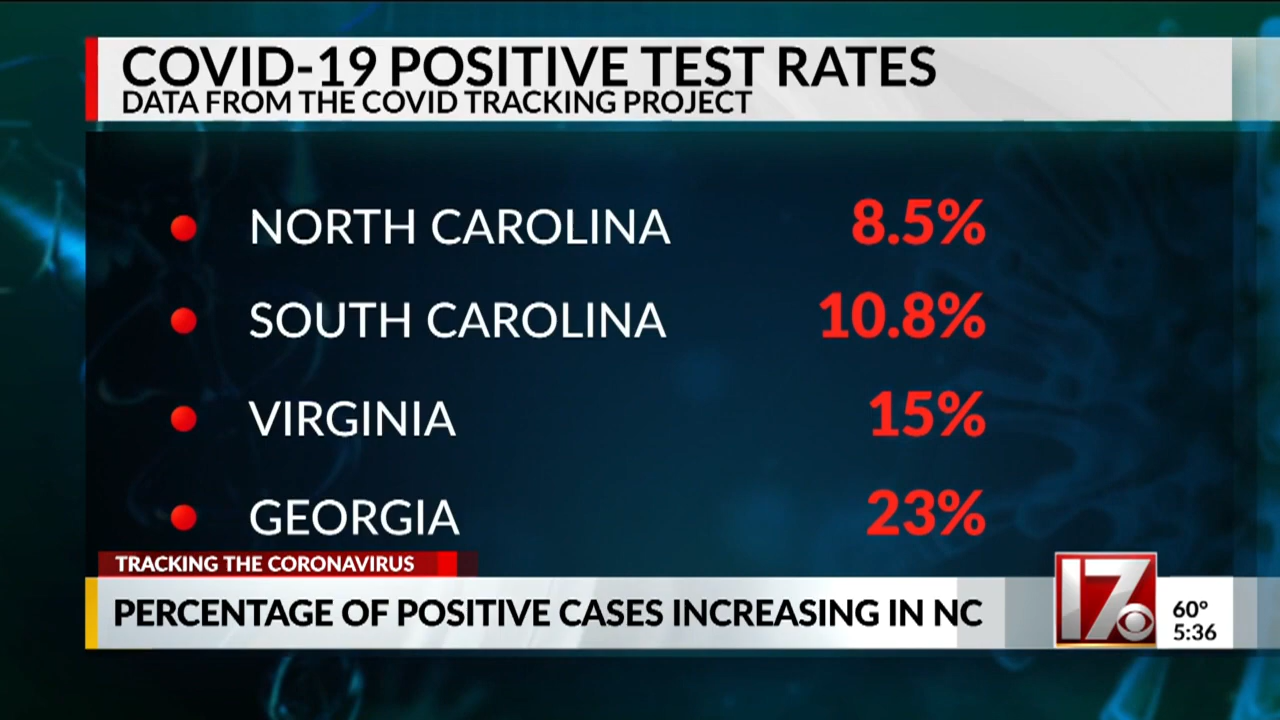 COVID-19 POSITIVE TEST RATES
DATA FROM THE COVID TRACKING PROJECT
NORTH CAROLINA 8.5%
SOUTH CAROLINA 10.8%
VIRGINIA 15%
GEORGIA 23%
TRACKING THE CORONAVIRUS
PERCENTAGE OF POSITIVE CASES INCREASING IN NC
17
60°
5:36